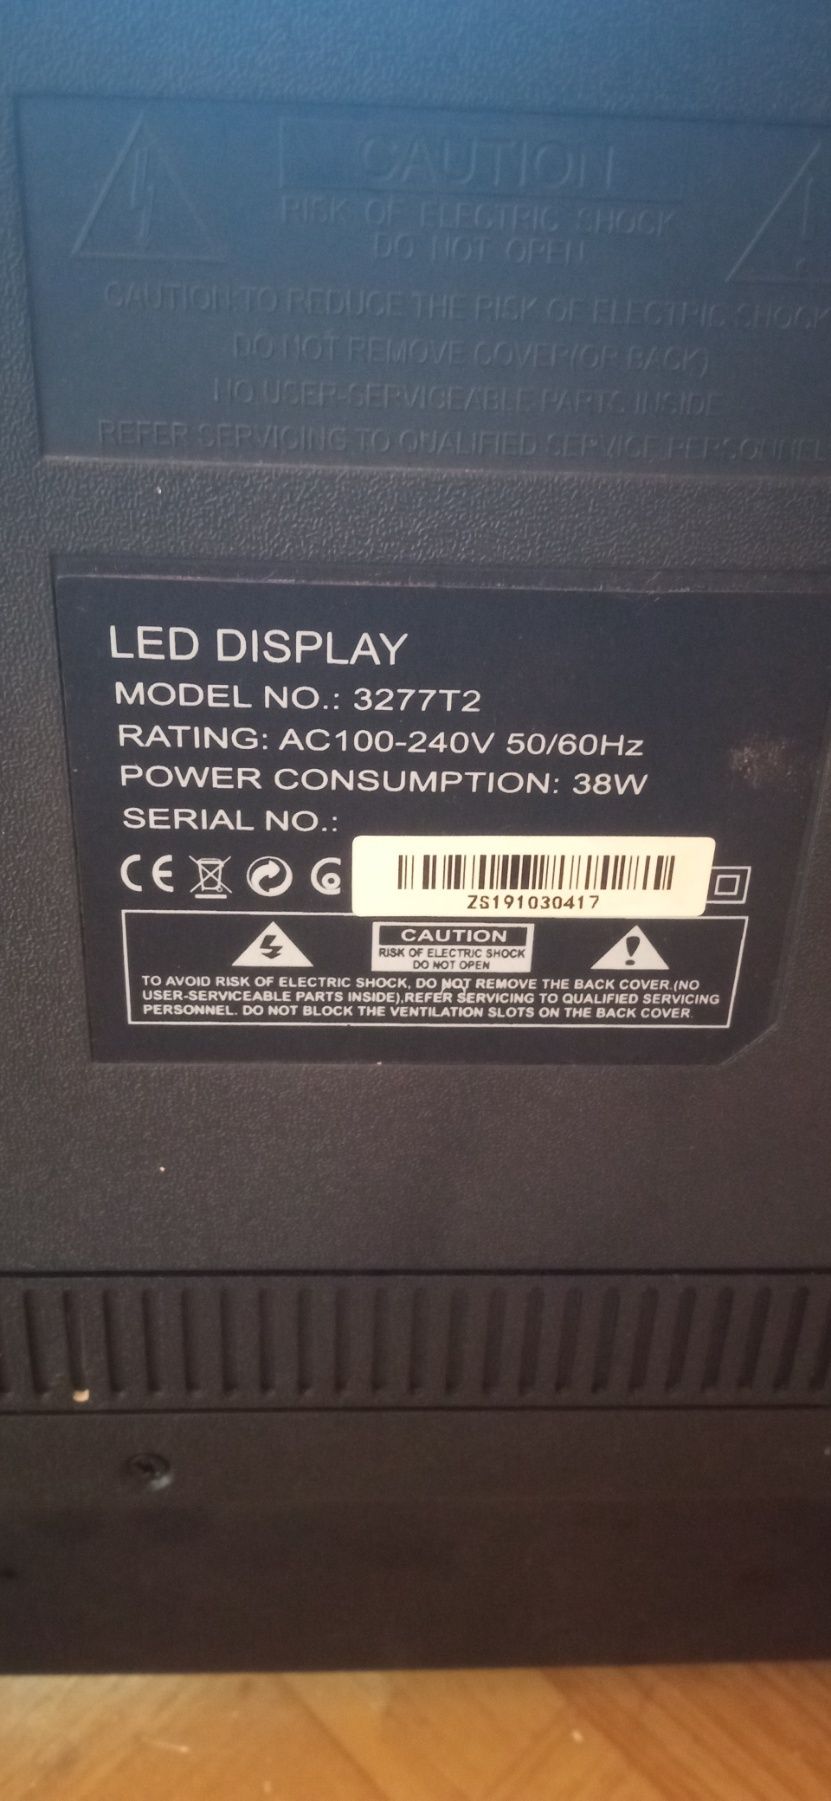 CAUTION
RISK OF ELECTRIC SHOCK
DO NOT OPEN
CAUTION:TO REDUCE THE RISK OF ELECTRIC SHOCK
DO NOT REMOVE COVER(OR BACK)
NO USER-SERVICEABLE PARTS INSIDE
REFER SERVICING TO QUALIFIED SERVICE PERSONNEL
LED DISPLAY
MODEL NO.: 3277T2
RATING: AC100-240V 50/60Hz
POWER CONSUMPTION: 38W
SERIAL NO.:
CE
ZS191030417
CAUTION
RISK OF ELECTRIC SHOCK
DO NOT OPEN
TO AVOID RISK OF ELECTRIC SHOCK, DO NOT REMOVE THE BACK COVER.(NO
USER-SERVICEABLE PARTS INSIDE),REFER SERVICING TO QUALIFIED SERVICING
PERSONNEL. DO NOT BLOCK THE VENTILATION SLOTS ON THE BACK COVER.